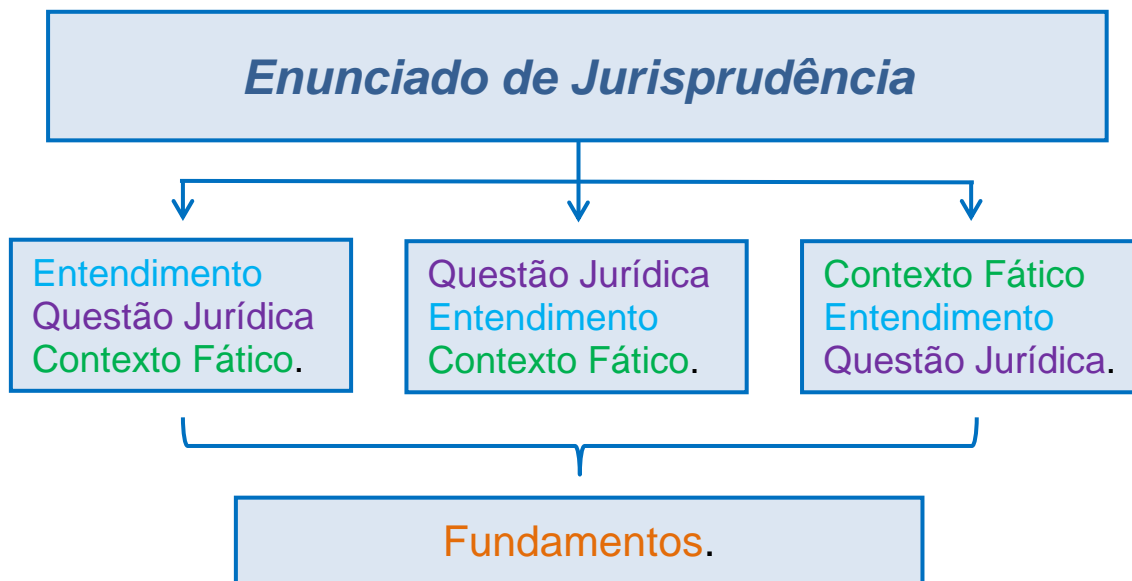 Enunciado de Jurisprudência
Entendimento
Questão Jurídica
Contexto Fático.
Questão Jurídica
Entendimento
Contexto Fático.
Contexto Fático
Entendimento
Questão Jurídica.
Fundamentos.